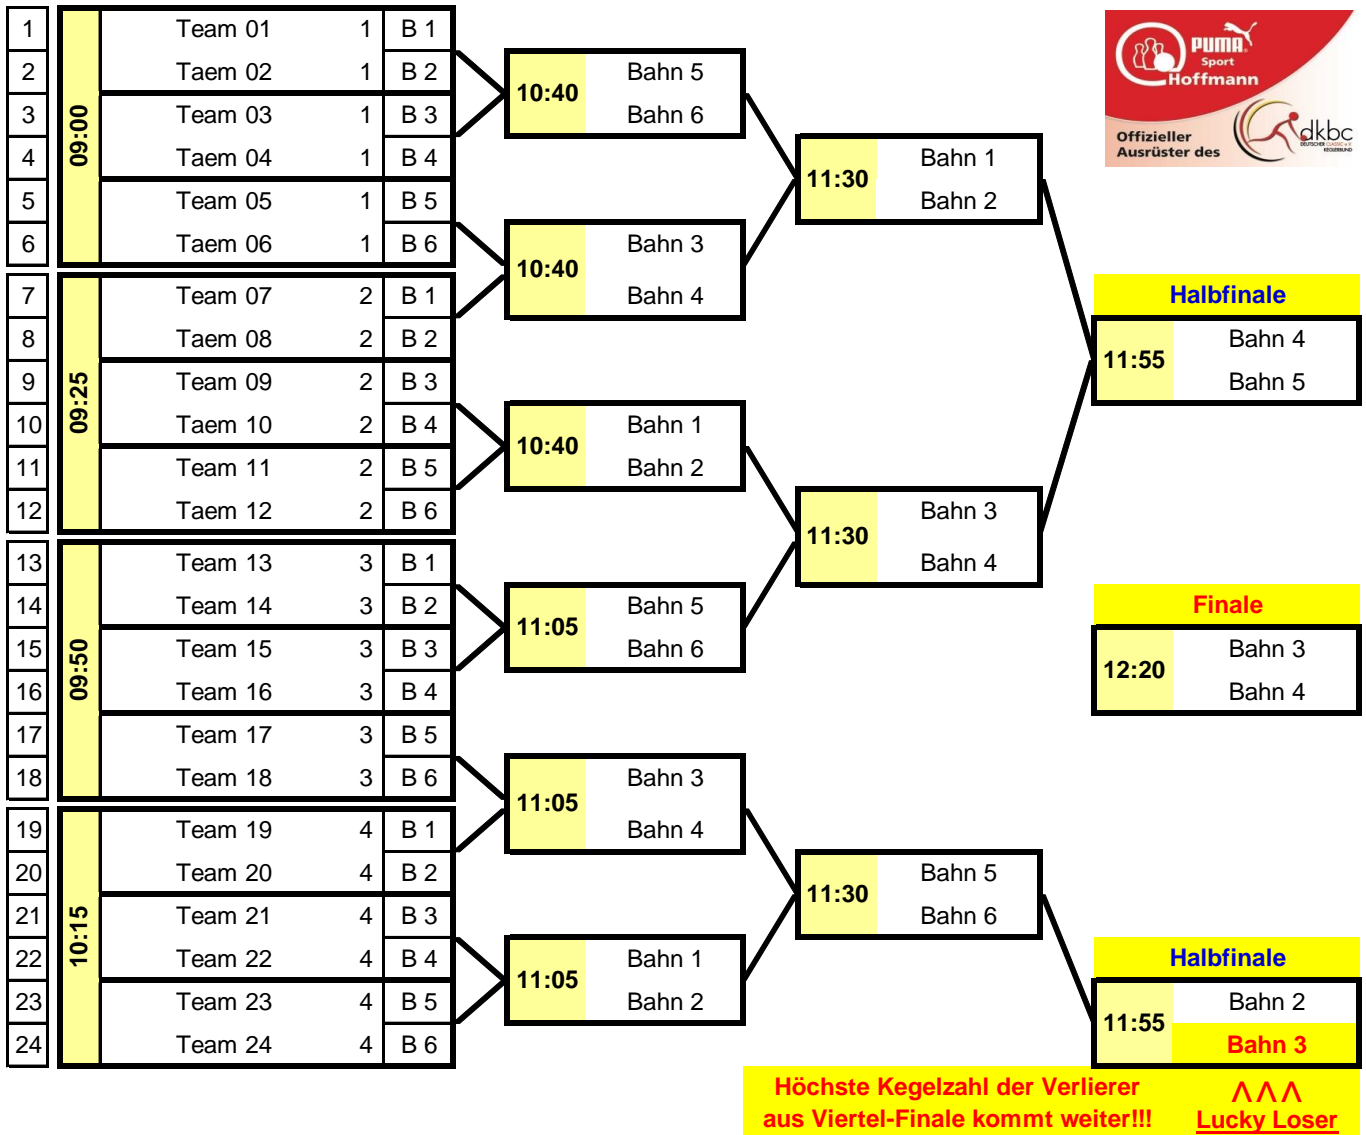 1 Team 01 1 B 1
2 Taem 02 1 B 2
3 Team 03 1 B 3
4 Taem 04 1 B 4
5 Team 05 1 B 5
6 Taem 06 1 B 6
09:00
7 Team 07 2 B 1
8 Taem 08 2 B 2
9 Team 09 2 B 3
10 Taem 10 2 B 4
11 Team 11 2 B 5
12 Taem 12 2 B 6
09:25
13 Team 13 3 B 1
14 Team 14 3 B 2
15 Team 15 3 B 3
16 Team 16 3 B 4
17 Team 17 3 B 5
18 Team 18 3 B 6
09:50
19 Team 19 4 B 1
20 Team 20 4 B 2
21 Team 21 4 B 3
22 Team 22 4 B 4
23 Team 23 4 B 5
24 Team 24 4 B 6
10:15
10:40
Bahn 5
Bahn 6
10:40
Bahn 3
Bahn 4
10:40
Bahn 1
Bahn 2
11:05
Bahn 5
Bahn 6
11:05
Bahn 3
Bahn 4
11:05
Bahn 1
Bahn 2
11:30
Bahn 1
Bahn 2
11:30
Bahn 3
Bahn 4
11:30
Bahn 5
Bahn 6
PUMA
Sport
Hoffmann
Offizieller
Ausrüster des
dkbc
DEUTSCHER CLASSIC e.V.
KEGLERBUND
Halbfinale
11:55
Bahn 4
Bahn 5
Finale
12:20
Bahn 3
Bahn 4
Halbfinale
11:55
Bahn 2
Bahn 3
Höchste Kegelzahl der Verlierer
aus Viertel-Finale kommt weiter!!!
ΛΛΛ
Lucky Loser